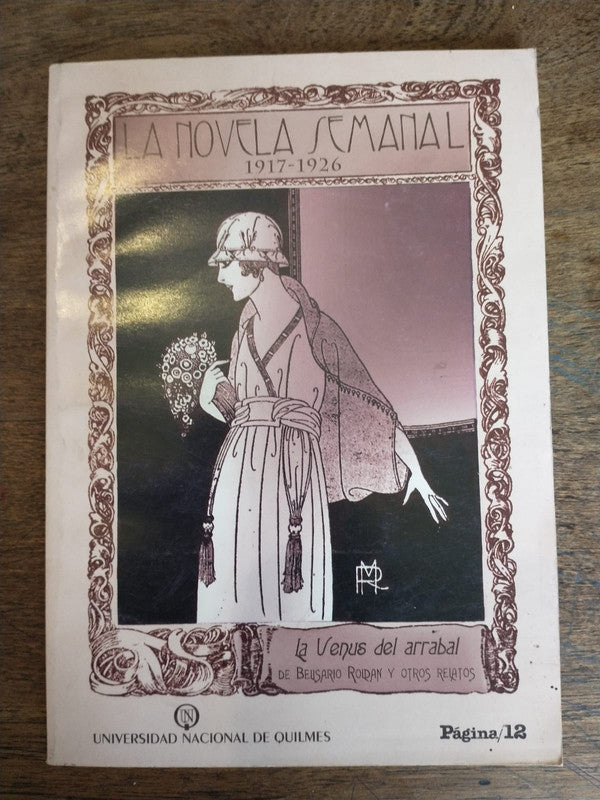 LA NOVELA SEMANAL
1917-1926
MR
la Venus del arrabal
DE BELISARIO ROLDAN Y OTROS RELATOS
UNIVERSIDAD NACIONAL DE QUILMES
Página/12